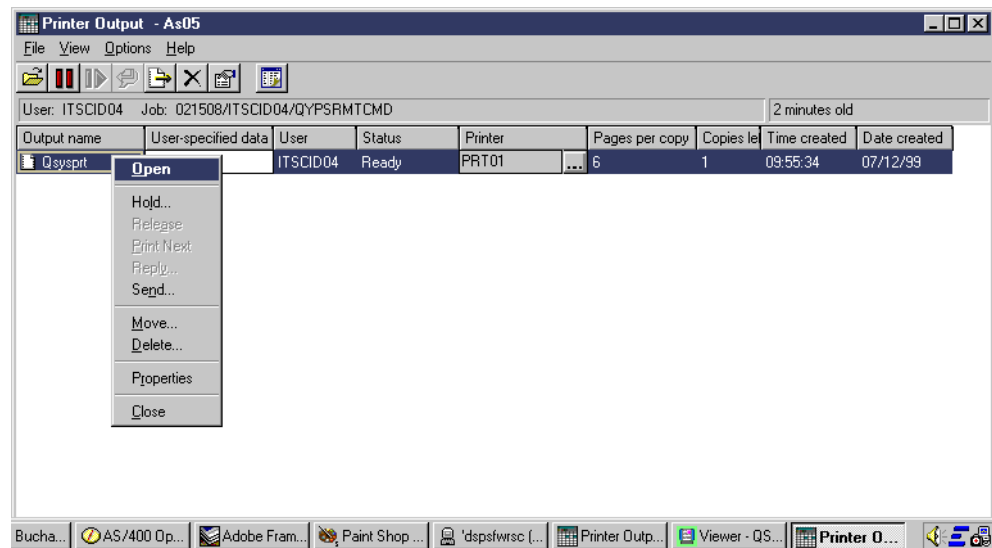 Printer Output - As05
File View Options Help
User: ITSCID04 Job: 021508/ITSCID04/QYPSRMTCMD 2 minutes old
Output name User-specified data User Status Printer Pages per copy Copies lef Time created Date created
Qsysprt ITSCID04 Ready PRT01 ... 6 1 09:55:34 07/12/99
Open
Hold...
Release
Print Next
Reply...
Send...
Move...
Delete...
Properties
Close
Bucha... AS/400 Op... Adobe Fram... Paint Shop ... 'dspsfwrsc (... Printer Outp... Viewer - QS... Printer O...